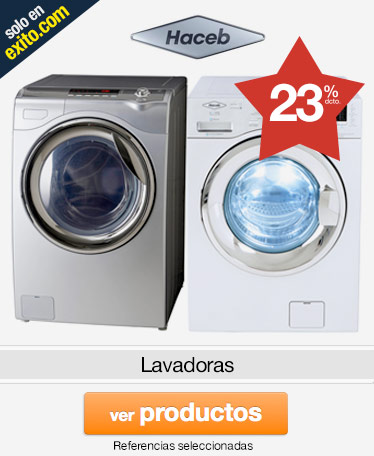 solo en
exito.com
Haceb
23%
dcto.
Lavadoras
ver productos
Referencias seleccionadas